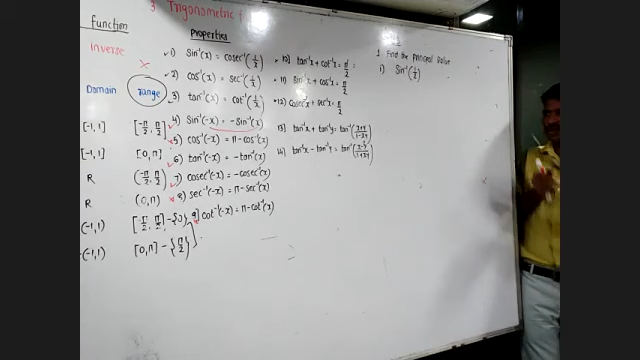 3 Trigonometric f
function
Inverse
Domain range
[-1,1] [-π/2, π/2]
[-1,1] [0,π]
R (-π/2, π/2)
R (0,π)
(-1,1) [-π/2, π/2] - {0}
(-1,1) [0,π] - {π/2}
Properties
1) Sin⁻¹(x) = cosec⁻¹(1/x)
2) cos⁻¹(x) = sec⁻¹(1/x)
3) tan⁻¹(x) = cot⁻¹(1/x)
4) Sin⁻¹(-x) = -Sin⁻¹(x)
5) cos⁻¹(-x) = π-cos⁻¹(x)
6) tan⁻¹(-x) = -tan⁻¹(x)
7) cosec⁻¹(-x) = -cosec⁻¹(x)
8) sec⁻¹(-x) = π-sec⁻¹(x)
9) cot⁻¹(-x) = π-cot⁻¹(x)
10) tan⁻¹x + cot⁻¹x = π/2
11) Sin⁻¹x + cos⁻¹x = π/2
12) cosec⁻¹x + sec⁻¹x = π/2
13) tan⁻¹x + tan⁻¹y = tan⁻¹(x+y/1-xy)
14) tan⁻¹x - tan⁻¹y = tan⁻¹(x-y/1+xy)
1 Find the Principal Value
1) Sin⁻¹(1/2)